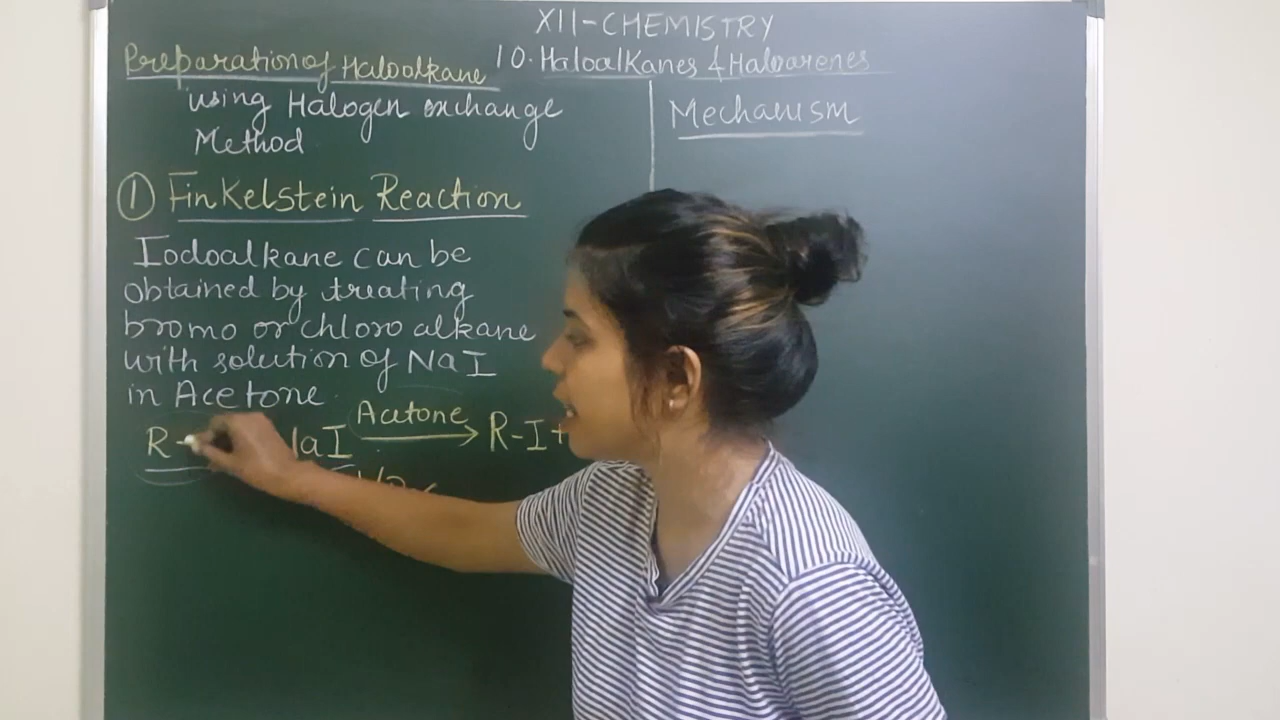 XII-CHEMISTRY
10. Haloalkanes & Haloarenes
Preparation of Haloalkane
using Halogen exchange
Method
① Finkelstein Reaction
Iodoalkane can be
obtained by treating
bromo or chloro alkane
with solution of NaI
in Acetone.
Acetone
R- aI → R-I+
Mechanism